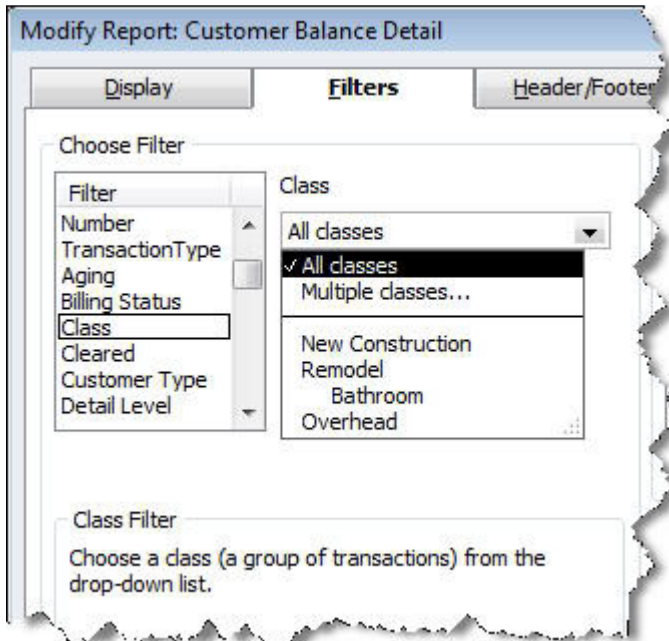 Modify Report: Customer Balance Detail
Display Filters Header/Footer
Choose Filter
Filter
Number
TransactionType
Aging
Billing Status
Class
Cleared
Customer Type
Detail Level
Class
All classes
✓ All classes
Multiple classes...
New Construction
Remodel
Bathroom
Overhead
Class Filter
Choose a class (a group of transactions) from the
drop-down list.